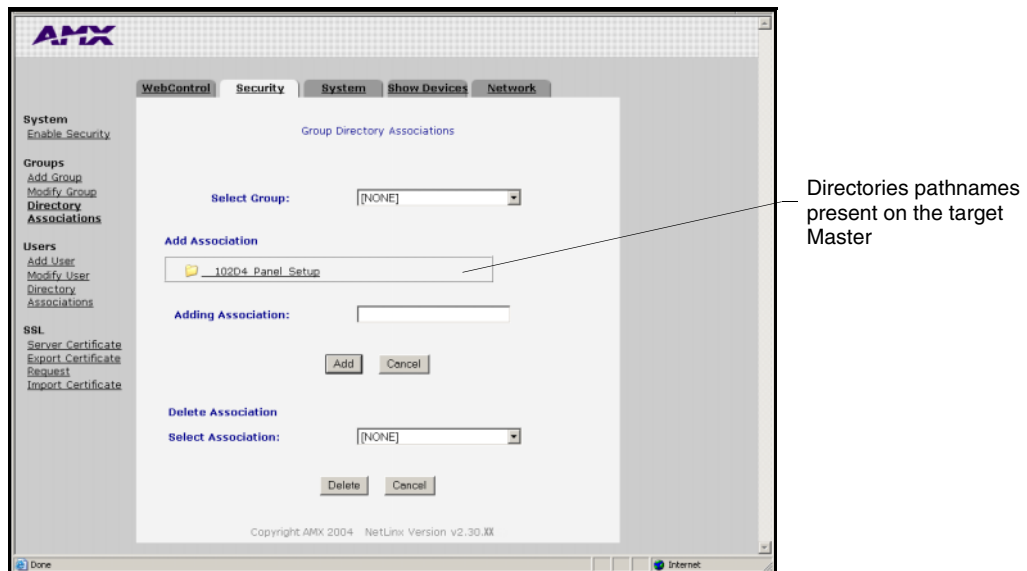 AMX
WebControl Security System Show Devices Network
System
Enable Security
Groups
Add Group
Modify Group
Directory
Associations
Users
Add User
Modify User
Directory
Associations
SSL
Server Certificate
Export Certificate
Request
Import Certificate
Group Directory Associations
Select Group: [NONE]
Add Association
__102D4_Panel_Setup
Adding Association:
Add Cancel
Delete Association
Select Association: [NONE]
Delete Cancel
Copyright AMX 2004 NetLinx Version v2.30.XX
Done Internet
Directories pathnames
present on the target
Master